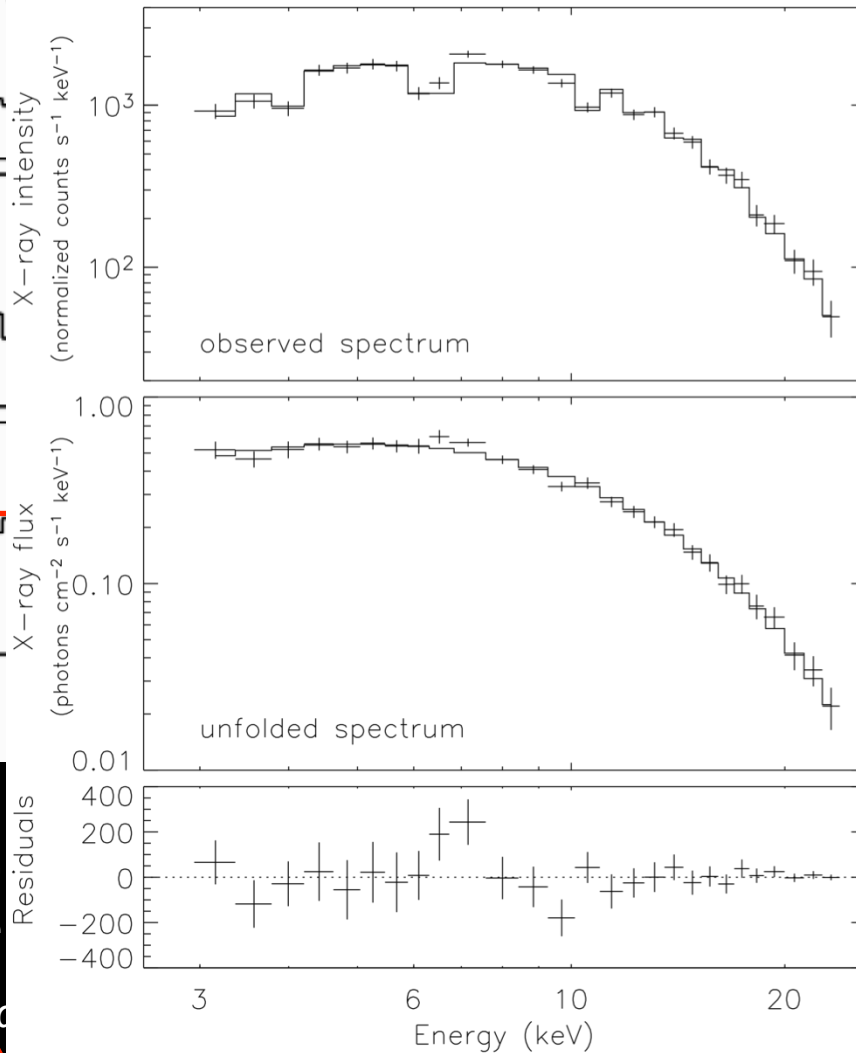 X−ray intensity
(normalized counts s⁻¹ keV⁻¹)
10³
10²
observed spectrum
X−ray flux
(photons cm⁻² s⁻¹ keV⁻¹)
1.00
0.10
0.01
unfolded spectrum
Residuals
400
200
0
−200
−400
3 6 10 20
Energy (keV)